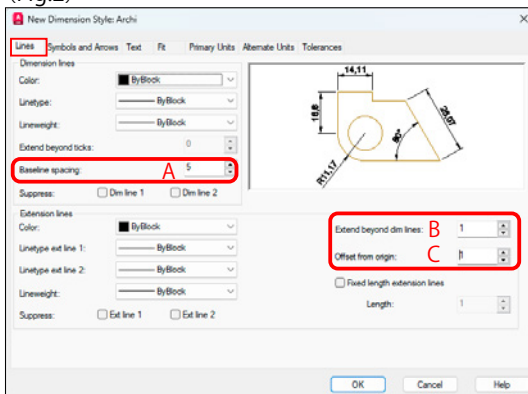 (Fig.2)
New Dimension Style: Archi
Lines Symbols and Arrows Text Fit Primary Units Alternate Units Tolerances
Dimension lines
Color: ByBlock
Linetype: ByBlock
Lineweight: ByBlock
Extend beyond ticks: 0
Baseline spacing: A 5
Suppress: Dim line 1 Dim line 2
14,11
18,6
26,07
80°
R11,17
Extension lines
Color: ByBlock
Linetype ext line 1: ByBlock
Linetype ext line 2: ByBlock
Lineweight: ByBlock
Suppress: Ext line 1 Ext line 2
Extend beyond dim lines: B 1
Offset from origin: C 1
Fixed length extension lines
Length: 1
OK Cancel Help